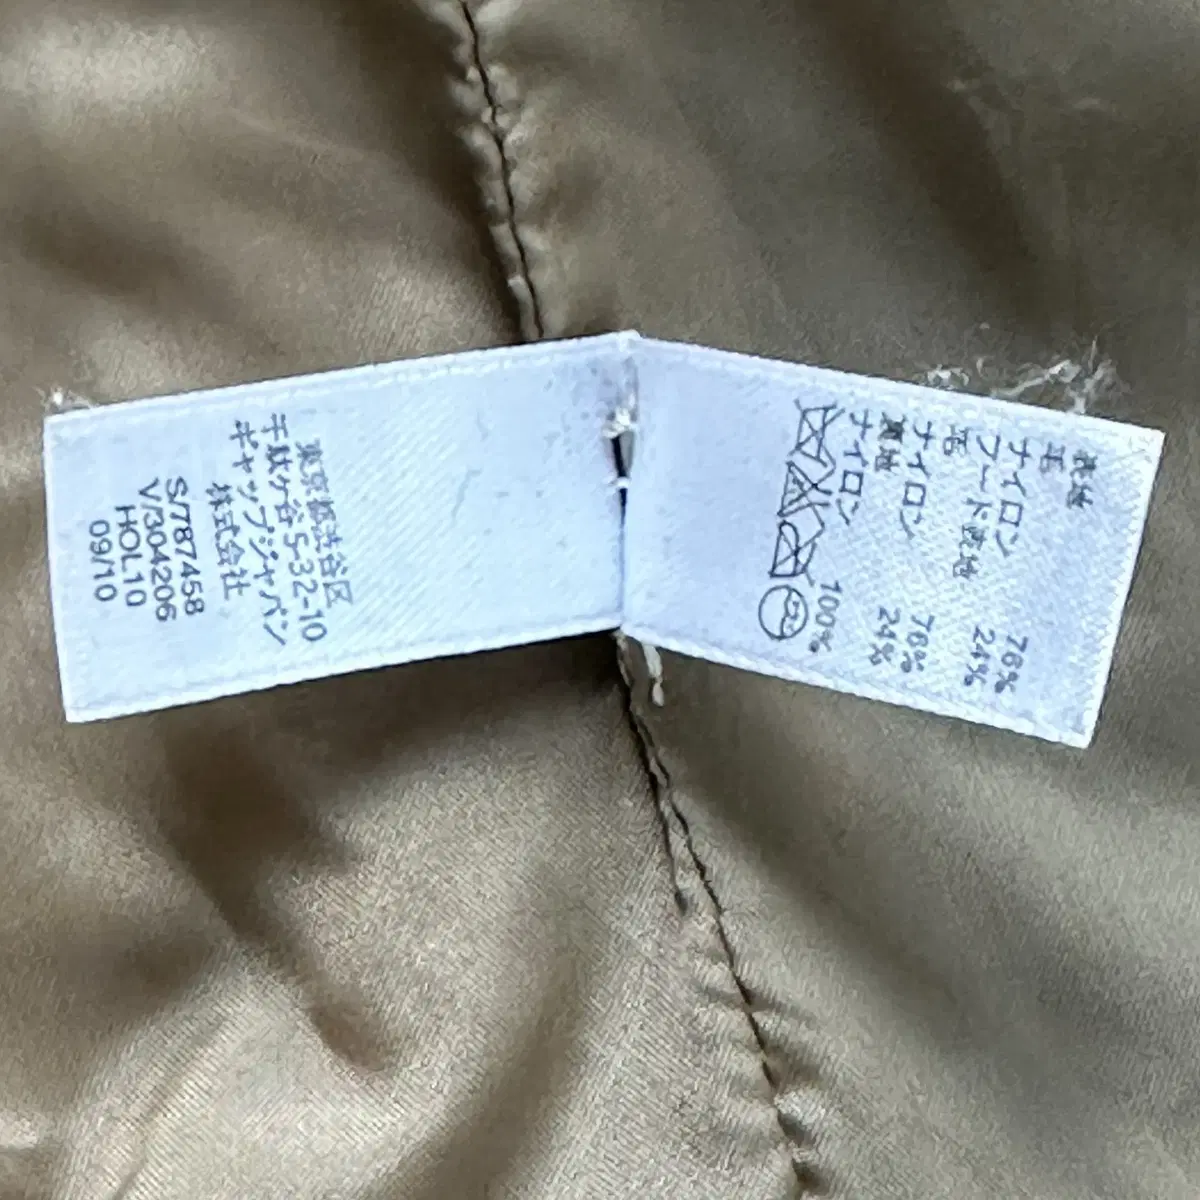 表地
毛 76%
ナイロン 24%
フード表地
毛 76%
ナイロン 24%
裏地
ナイロン 100%
東京都渋谷区
千駄ヶ谷5-32-10
ギャップジャパン
株式会社
S/787458
V/304206
HOL10
09/10